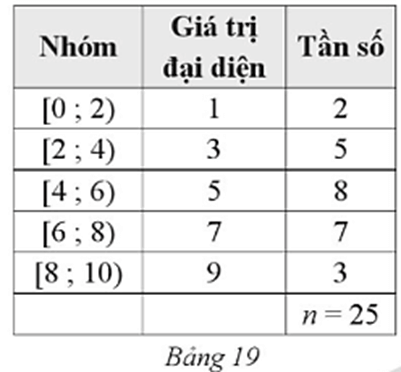 Nhóm Giá trị đại diện Tần số
[0 ; 2) 1 2
[2 ; 4) 3 5
[4 ; 6) 5 8
[6 ; 8) 7 7
[8 ; 10) 9 3
n = 25
Bảng 19